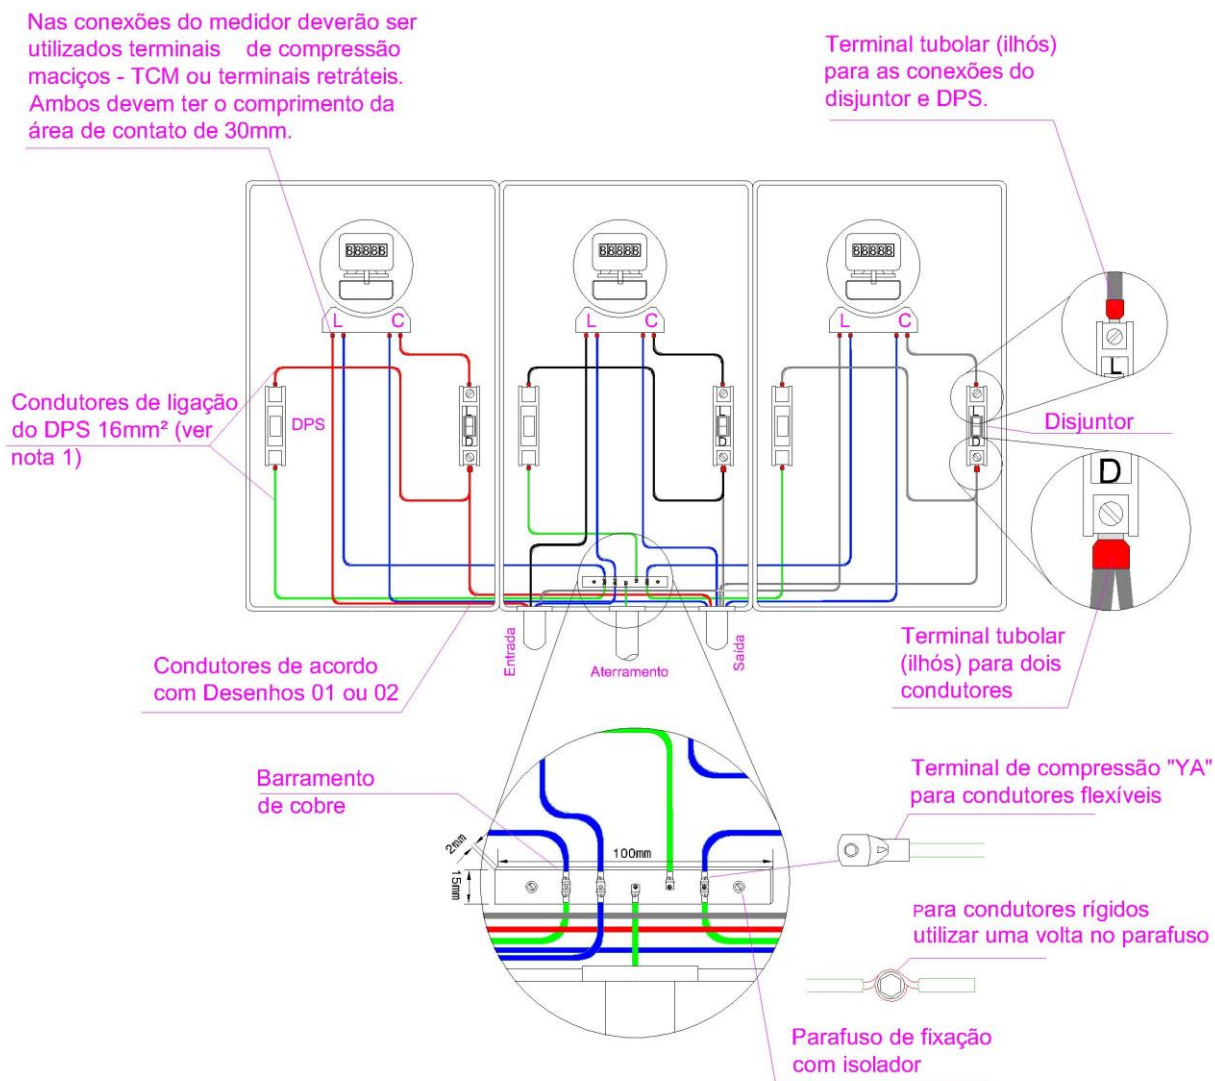 Nas conexões do medidor deverão ser
utilizados terminais de compressão
maciços - TCM ou terminais retráteis.
Ambos devem ter o comprimento da
área de contato de 30mm.
Terminal tubolar (ilhós)
para as conexões do
disjuntor e DPS.
88888
88888
88888
L C
L C
L C
L
Condutores de ligação
do DPS 16mm² (ver
nota 1)
DPS
L
D
L
D
L
D
Disjuntor
D
Entrada
Aterramento
Saída
Condutores de acordo
com Desenhos 01 ou 02
Terminal tubolar
(ilhós) para dois
condutores
Barramento
de cobre
2mm
100mm
15mm
Terminal de compressão "YA"
para condutores flexíveis
Para condutores rígidos
utilizar uma volta no parafuso
Parafuso de fixação
com isolador